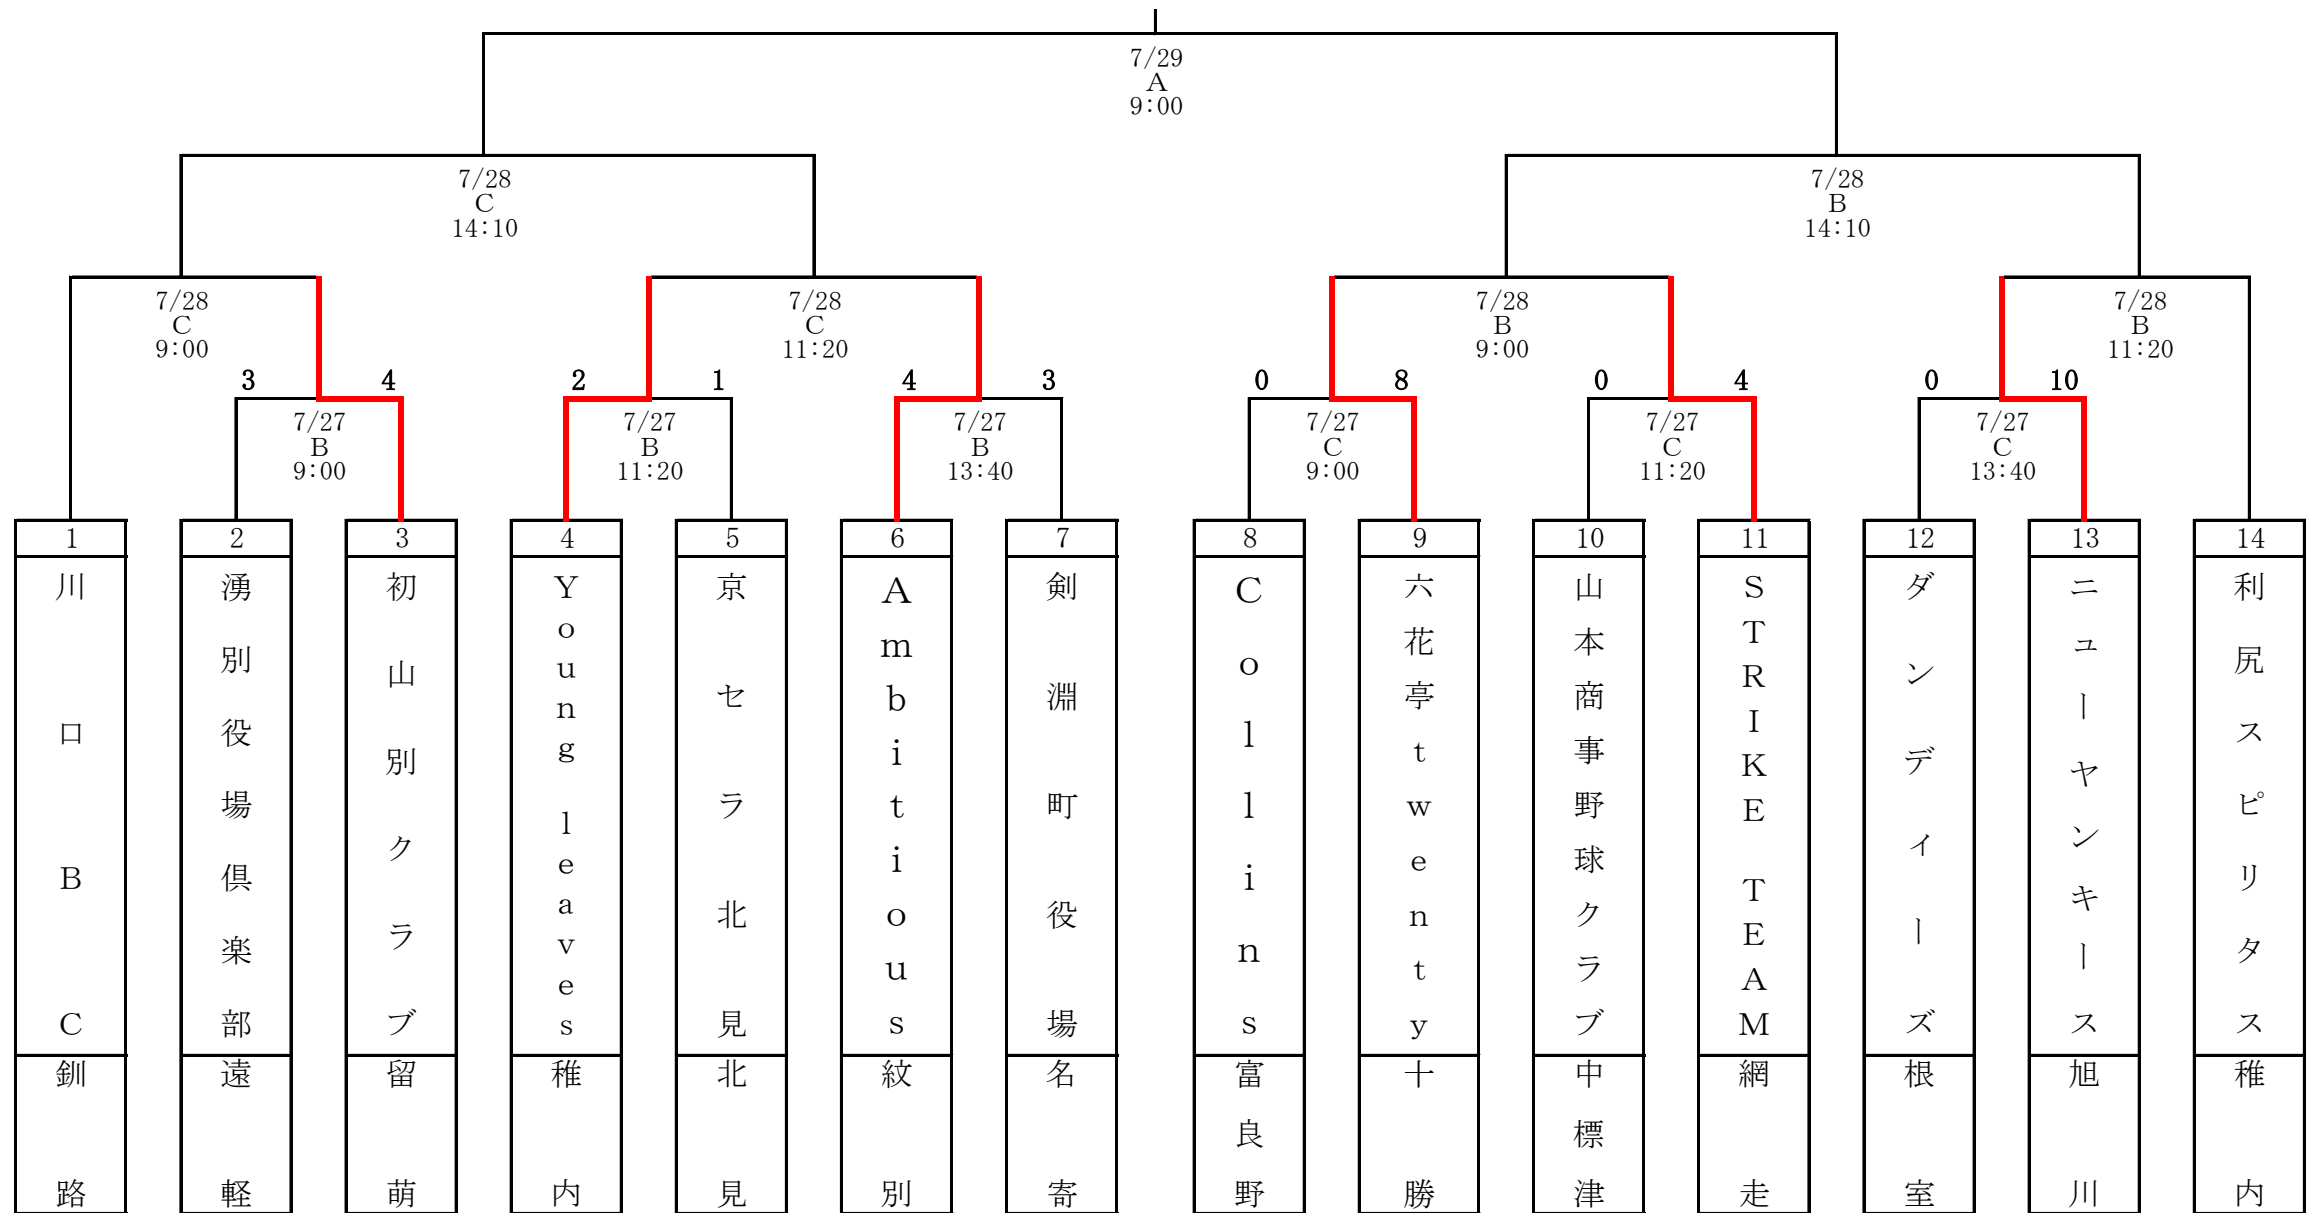 7/29
A
9:00
7/28
C
14:10
7/28
B
14:10
7/28
C
9:00
7/28
C
11:20
7/28
B
9:00
7/28
B
11:20
3 4
2 1
4 3
0 8
0 4
0 10
7/27
B
9:00
7/27
B
11:20
7/27
B
13:40
7/27
C
9:00
7/27
C
11:20
7/27
C
13:40
1
川口BC
釧路
2
湧別役場倶楽部
遠軽
3
初山別クラブ
留萌
4
Young leaves
稚内
5
京セラ北見
北見
6
Ambitious
紋別
7
剣淵町役場
名寄
8
Collins
富良野
9
六花亭twenty
十勝
10
山本商事野球クラブ
中標津
11
STRIKE TEAM
網走
12
ダンディーズ
根室
13
ニューヤンキース
旭川
14
利尻スピリタス
稚内